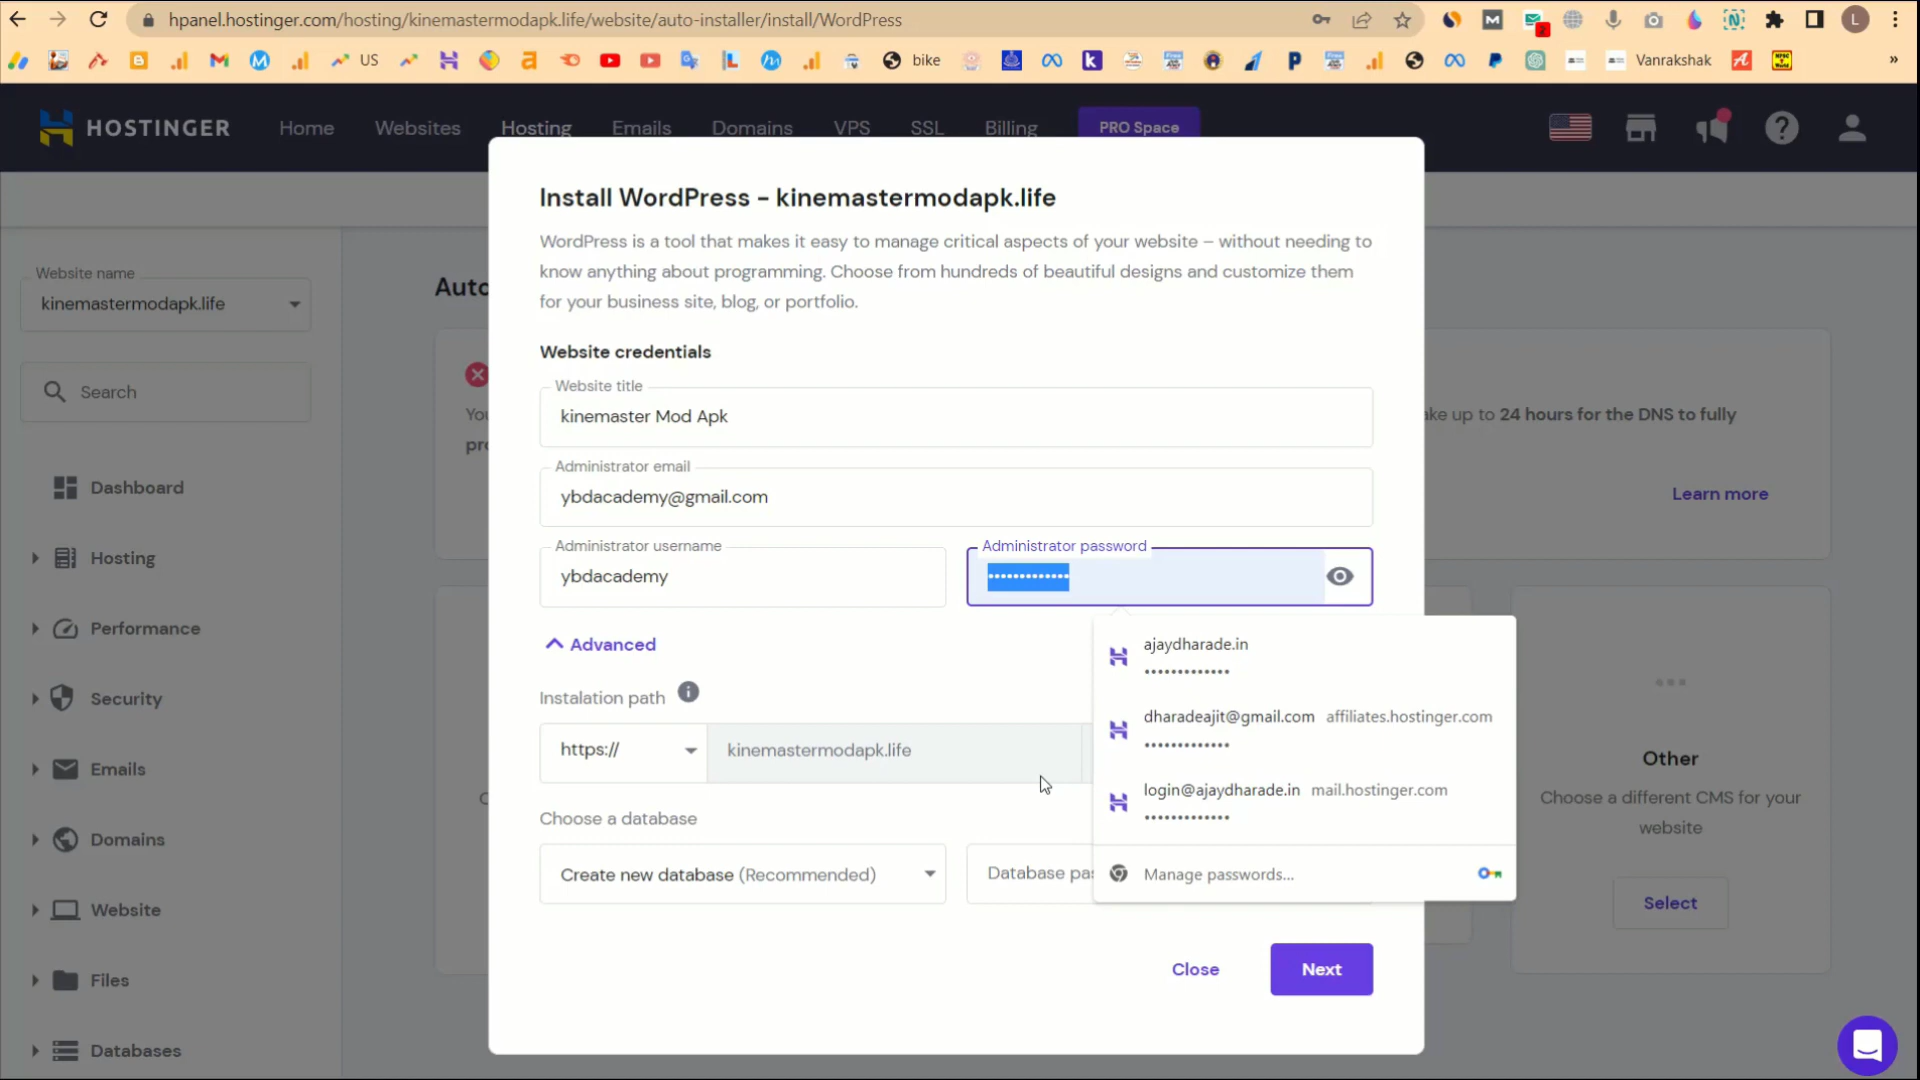 hpanel.hostinger.com/hosting/kinemastermodapk.life/website/auto-installer/install/WordPress
US
bike
Vanrakshak
»
HOSTINGER
Home
Websites
Hosting
Emails
Domains
VPS
SSL
Billing
PRO Space
Website name
kinemastermodapk.life
Search
Dashboard
Hosting
Performance
Security
Emails
Domains
Website
Files
Databases
Auto
You
pro
ke up to 24 hours for the DNS to fully
Learn more
Other
Choose a different CMS for your
website
Select
Install WordPress - kinemastermodapk.life
WordPress is a tool that makes it easy to manage critical aspects of your website – without needing to
know anything about programming. Choose from hundreds of beautiful designs and customize them
for your business site, blog, or portfolio.
Website credentials
Website title
kinemaster Mod Apk
Administrator email
ybdacademy@gmail.com
Administrator username
ybdacademy
Administrator password
•••••••••••••
Advanced
Instalation path
https://
kinemastermodapk.life
Choose a database
Create new database (Recommended)
Database pas
ajaydharade.in
•••••••••••••
dharadeajit@gmail.com affiliates.hostinger.com
•••••••••••••
login@ajaydharade.in mail.hostinger.com
•••••••••••••
Manage passwords...
Close
Next